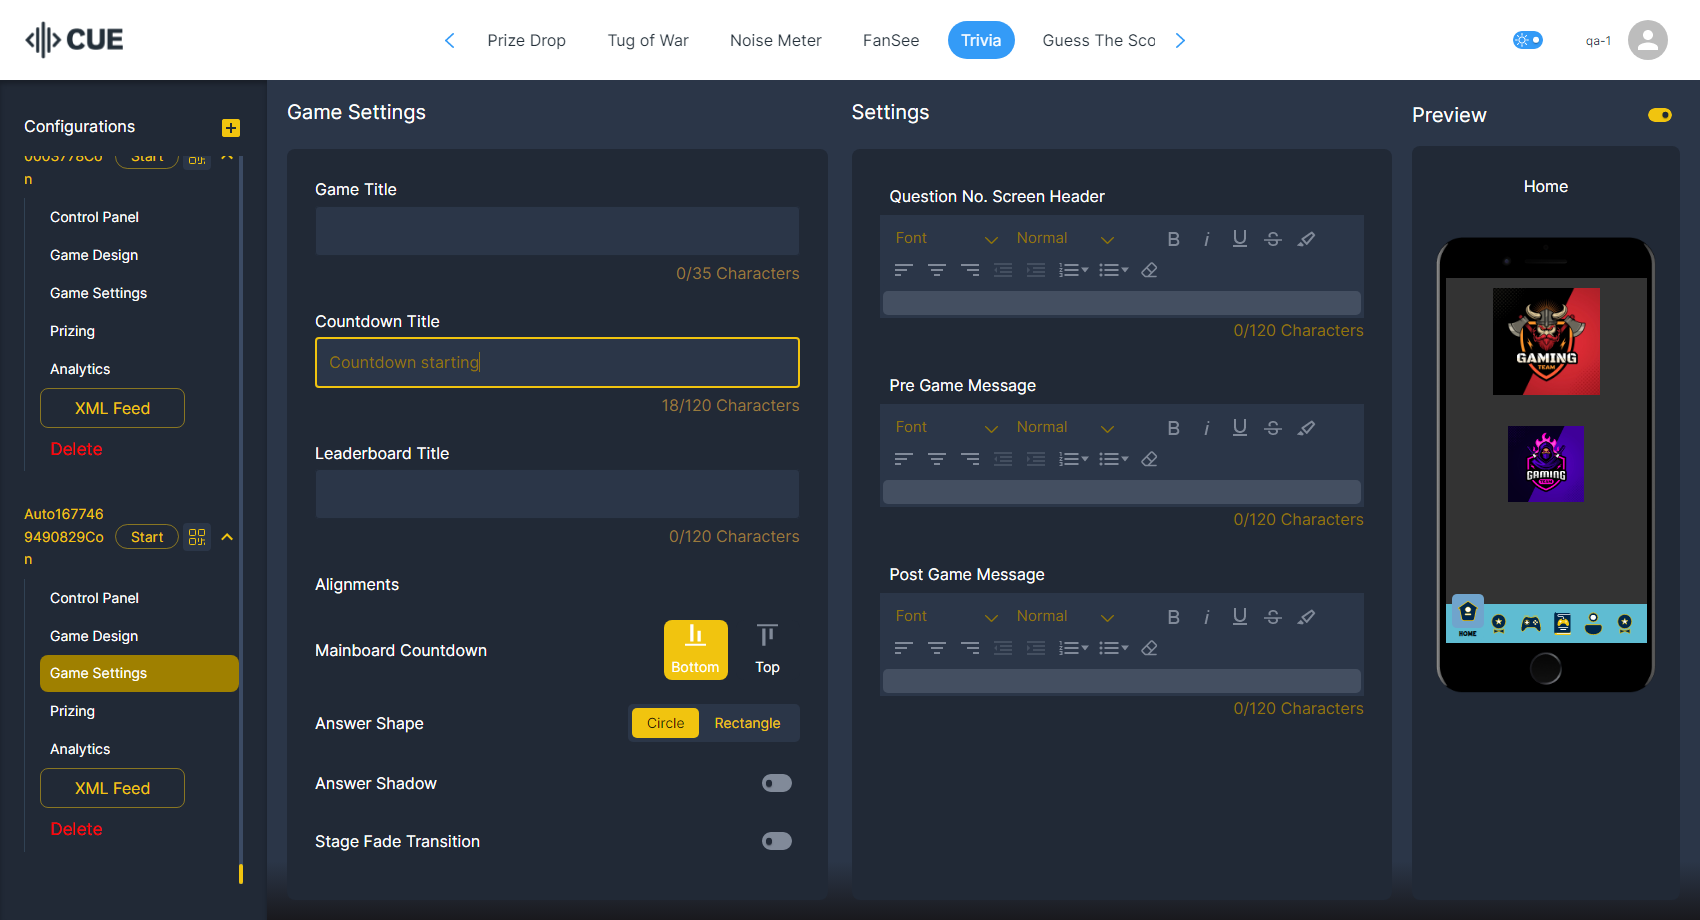 CUE
Prize Drop
Tug of War
Noise Meter
FanSee
Trivia
Guess The Sco
qa-1
Configurations
0003778Co
n
Start
Control Panel
Game Design
Game Settings
Prizing
Analytics
XML Feed
Delete
Auto167746
9490829Co
n
Start
Control Panel
Game Design
Game Settings
Prizing
Analytics
XML Feed
Delete
Game Settings
Game Title
0/35 Characters
Countdown Title
Countdown starting
18/120 Characters
Leaderboard Title
0/120 Characters
Alignments
Mainboard Countdown
Bottom
Top
Answer Shape
Circle
Rectangle
Answer Shadow
Stage Fade Transition
Settings
Question No. Screen Header
Font
Normal
0/120 Characters
Pre Game Message
Font
Normal
0/120 Characters
Post Game Message
Font
Normal
0/120 Characters
Preview
Home
GAMING
TEAM
GAMING
TEAM
HOME